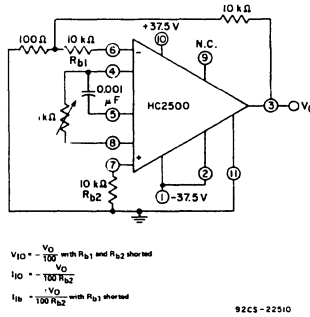 +37.5 V
10 kΩ
100Ω
10 kΩ
Rb1
6
−
10
N.C.
9
4
0.001
μF
5
HC2500
3
VO
1kΩ
8
7
+
10 kΩ
Rb2
1
−37.5 V
2
11
VIO = − VO/100 with Rb1 and Rb2 shorted
IIO = − VO/100 Rb2
IIb = VO/100 Rb2 with Rb1 shorted
92CS-22510